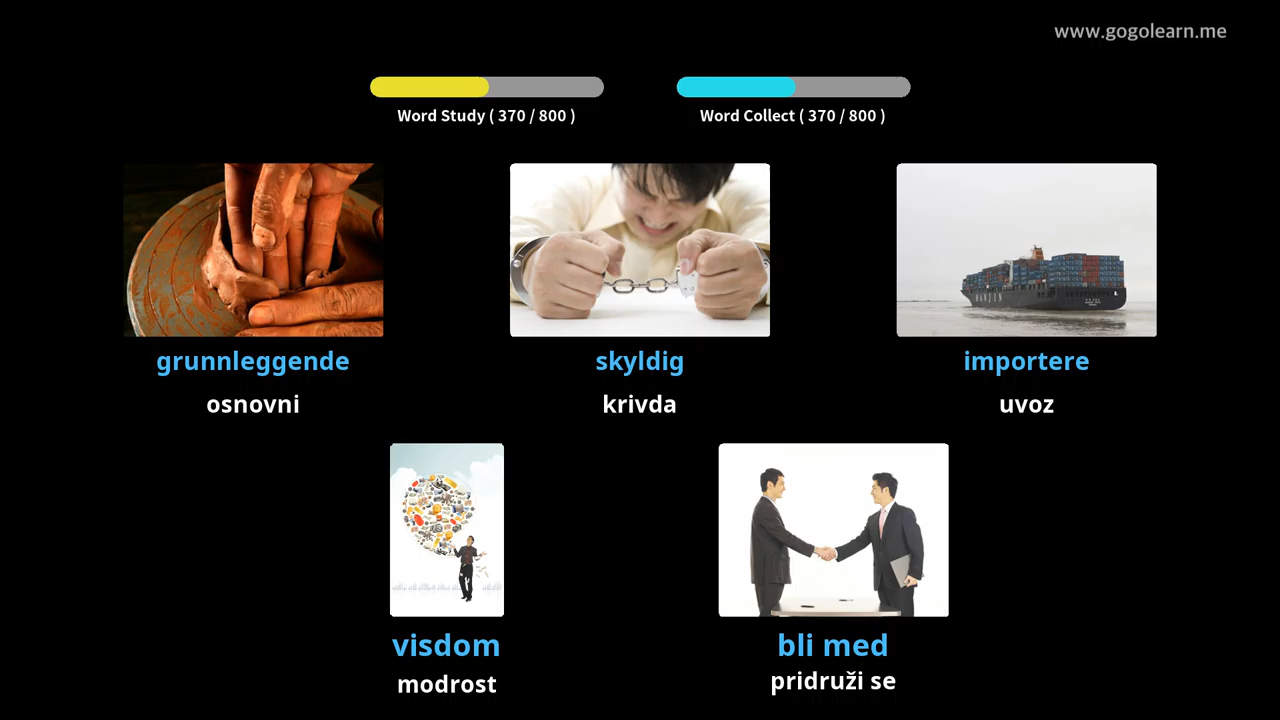 www.gogolearn.me
Word Study ( 370 / 800 )
Word Collect ( 370 / 800 )
HANJIN
grunnleggende
skyldig
importere
osnovni
krivda
uvoz
visdom
bli med
modrost
pridruži se